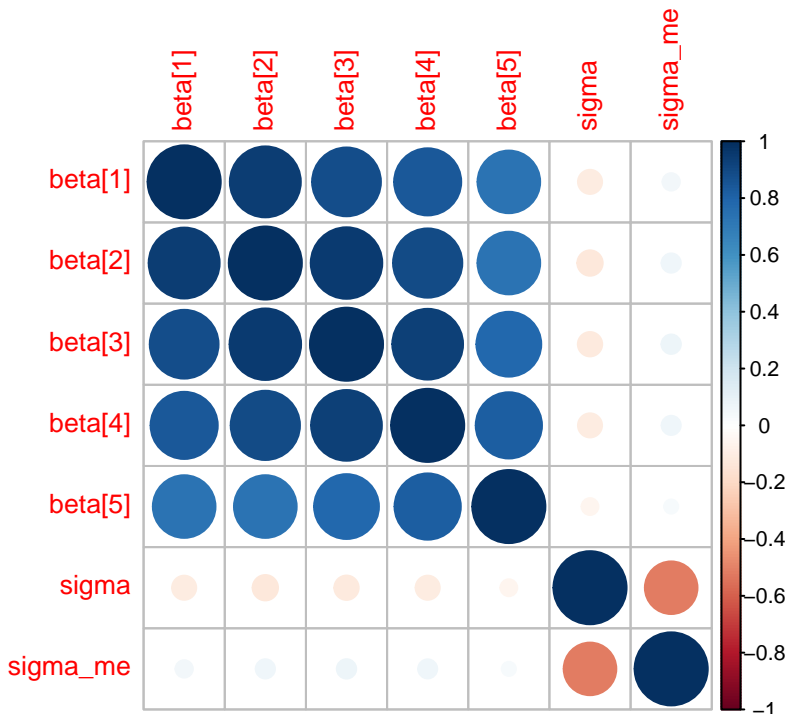 beta[1]
beta[2]
beta[3]
beta[4]
beta[5]
sigma
sigma_me
beta[1]
beta[2]
beta[3]
beta[4]
beta[5]
sigma
sigma_me
1
0.8
0.6
0.4
0.2
0
−0.2
−0.4
−0.6
−0.8
−1